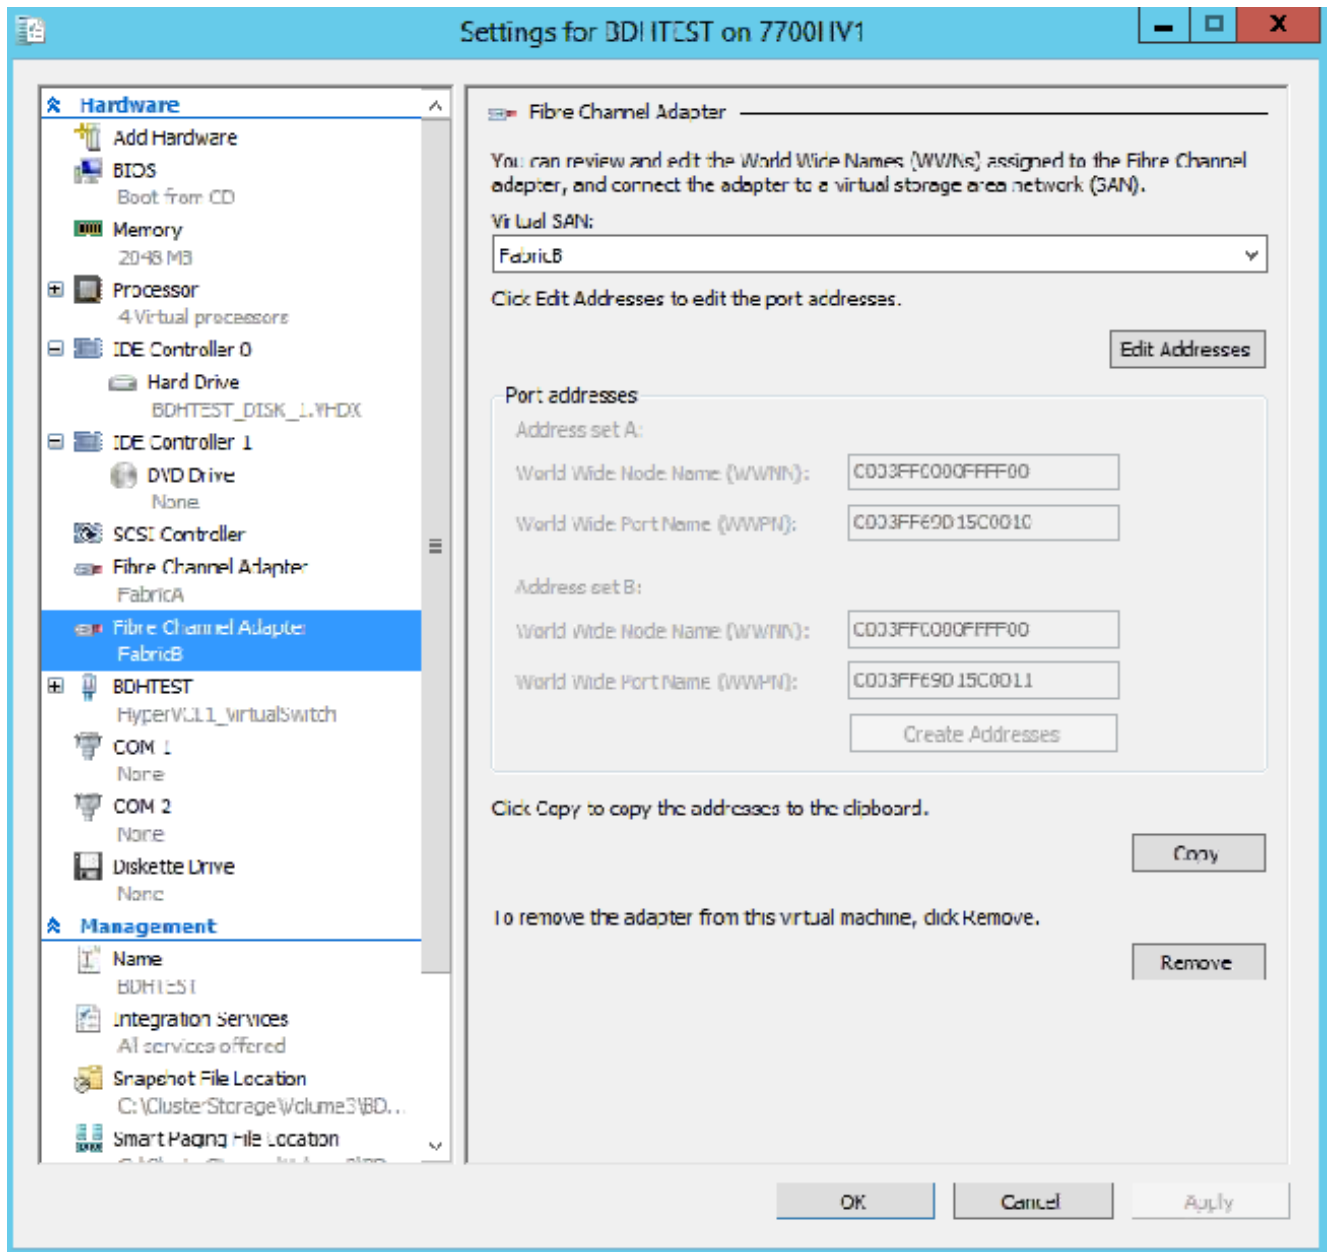 Settings for BDHTEST on 7700HV1
Hardware
Add Hardware
BIOS
Boot from CD
Memory
2048 MB
Processor
4 Virtual processors
IDE Controller 0
Hard Drive
BDHTEST_DISK_1.VHDX
IDE Controller 1
DVD Drive
None
SCSI Controller
Fibre Channel Adapter
FabricA
Fibre Channel Adapter
FabricB
BDHTEST
HyperVCL1_VirtualSwitch
COM 1
None
COM 2
None
Diskette Drive
None
Management
Name
BDHTEST
Integration Services
All services offered
Snapshot File Location
C:\ClusterStorage\Volume3\BD...
Smart Paging File Location
Fibre Channel Adapter
You can review and edit the World Wide Names (WWNs) assigned to the Fibre Channel
adapter, and connect the adapter to a virtual storage area network (SAN).
Virtual SAN:
FabricB
Click Edit Addresses to edit the port addresses.
Edit Addresses
Port addresses
Address set A:
World Wide Node Name (WWNN):
C003FF0000FFFF00
World Wide Port Name (WWPN):
C003FF69D15C0010
Address set B:
World Wide Node Name (WWNN):
C003FF0000FFFF00
World Wide Port Name (WWPN):
C003FF69D15C0011
Create Addresses
Click Copy to copy the addresses to the clipboard.
Copy
To remove the adapter from this virtual machine, click Remove.
Remove
OK
Cancel
Apply